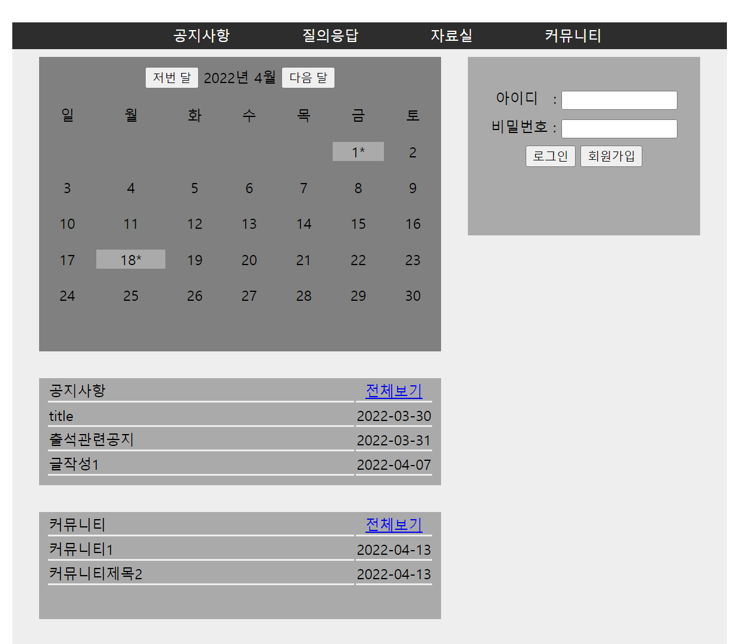 공지사항 질의응답 자료실 커뮤니티
저번 달 2022년 4월 다음 달
일 월 화 수 목 금 토
1* 2
3 4 5 6 7 8 9
10 11 12 13 14 15 16
17 18* 19 20 21 22 23
24 25 26 27 28 29 30
아이디 :
비밀번호 :
로그인 회원가입
공지사항 전체보기
title 2022-03-30
출석관련공지 2022-03-31
글작성1 2022-04-07
커뮤니티 전체보기
커뮤니티1 2022-04-13
커뮤니티제목2 2022-04-13